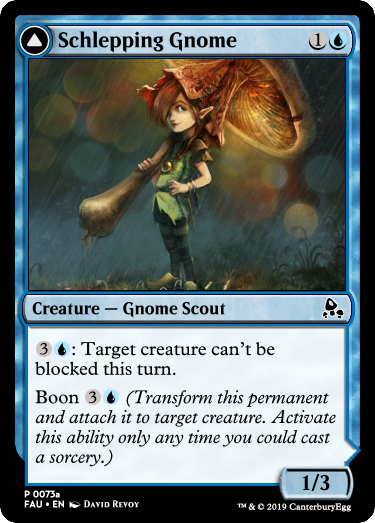 Schlepping Gnome 1
Creature — Gnome Scout
3 : Target creature can't be
blocked this turn.
Boon 3 (Transform this permanent
and attach it to target creature. Activate
this ability only any time you could cast
a sorcery.)
1/3
P 0073a
FAU • EN DAVID REVOY
™ & © 2019 CanterburyEgg